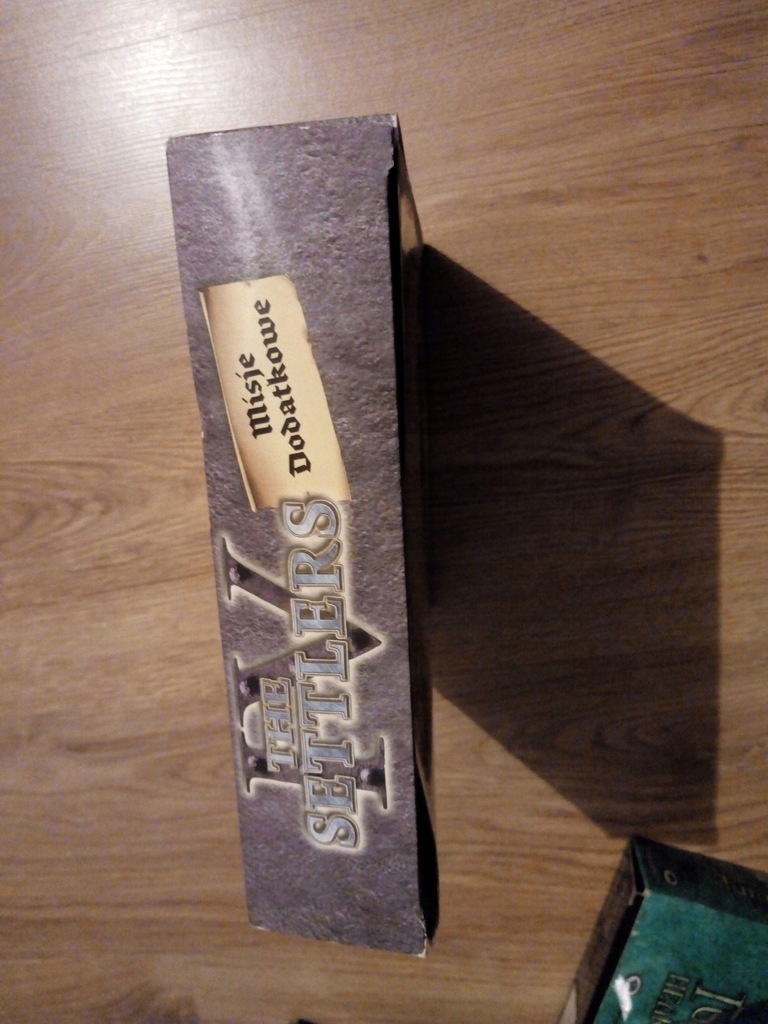 THE
SETTLERS
IV
Misje
Dodatkowe